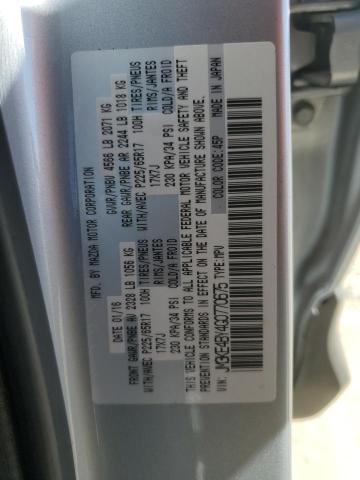 MFD. BY MAZDA MOTOR CORPORATION
DATE: 01/16 GVWR/PNBV 4566 LB 2071 KG
FRONT GAWR/PNBE AV 2328 LB 1056 KG REAR GAWR/PNBE AR 2244 LB 1018 KG
WITH/AVEC P225/65R17 100H TIRES/PNEUS WITH/AVEC P225/65R17 100H TIRES/PNEUS
17X7J RIMS/JANTES 17X7J RIMS/JANTES
230 KPA/34 PSI COLD/A FROID 230 KPA/34 PSI COLD/A FROID
THIS VEHICLE CONFORMS TO ALL APPLICABLE FEDERAL MOTOR VEHICLE SAFETY AND THEFT
PREVENTION STANDARDS IN EFFECT ON THE DATE OF MANUFACTURE SHOWN ABOVE.
VIN: JM3KE4BY4G0770675 TYPE: MPV COLOR CODE: 45P MADE IN JAPAN